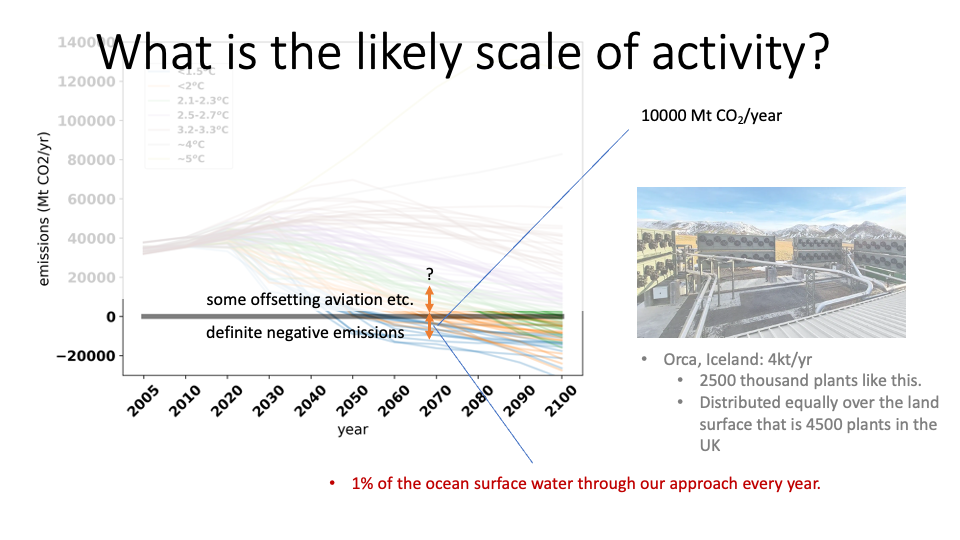 What is the likely scale of activity?
140000
120000
100000
80000
60000
40000
20000
0
−20000
emissions (Mt CO2/yr)
<1.5°C
<2°C
2.1-2.3°C
2.5-2.7°C
3.2-3.3°C
~4°C
~5°C
10000 Mt CO₂/year
?
some offsetting aviation etc.
definite negative emissions
2005
2010
2020
2030
2040
2050
2060
2070
2080
2090
2100
year
• Orca, Iceland: 4kt/yr
• 2500 thousand plants like this.
• Distributed equally over the land
surface that is 4500 plants in the
UK
• 1% of the ocean surface water through our approach every year.